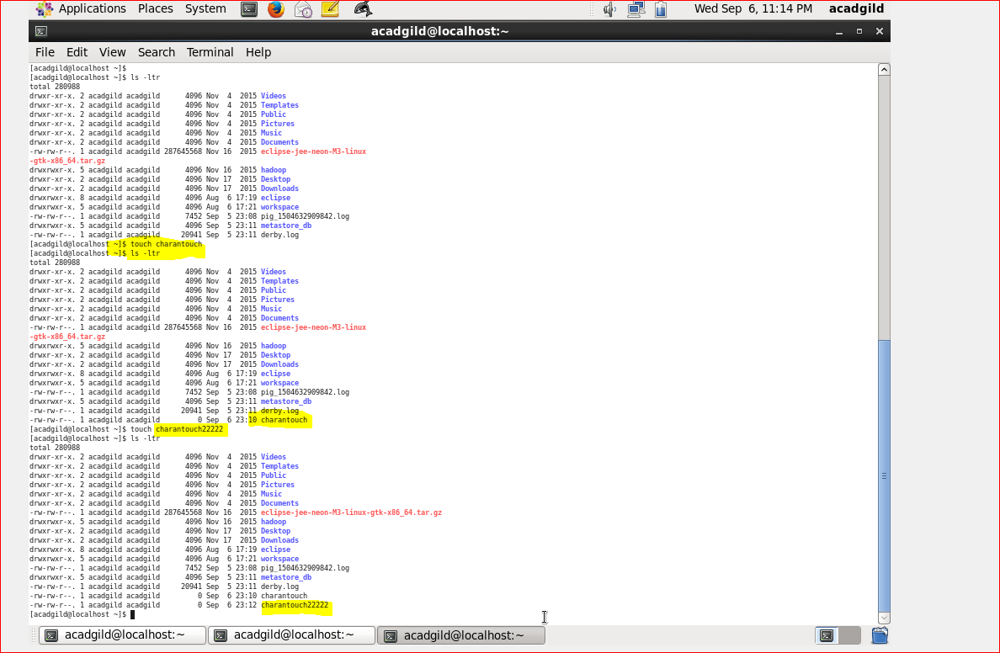 Applications Places System Wed Sep 6, 11:14 PM acadgild
acadgild@localhost:~
File Edit View Search Terminal Help
[acadgild@localhost ~]$
[acadgild@localhost ~]$ ls -ltr
total 280988
drwxr-xr-x. 2 acadgild acadgild      4096 Nov  4  2015 Videos
drwxr-xr-x. 2 acadgild acadgild      4096 Nov  4  2015 Templates
drwxr-xr-x. 2 acadgild acadgild      4096 Nov  4  2015 Public
drwxr-xr-x. 2 acadgild acadgild      4096 Nov  4  2015 Pictures
drwxr-xr-x. 2 acadgild acadgild      4096 Nov  4  2015 Music
drwxr-xr-x. 2 acadgild acadgild      4096 Nov  4  2015 Documents
-rw-rw-r--. 1 acadgild acadgild 287645568 Nov 16  2015 eclipse-jee-neon-M3-linux
-gtk-x86_64.tar.gz
drwxrwxr-x. 5 acadgild acadgild      4096 Nov 16  2015 hadoop
drwxr-xr-x. 2 acadgild acadgild      4096 Nov 17  2015 Desktop
drwxr-xr-x. 2 acadgild acadgild      4096 Nov 17  2015 Downloads
drwxrwxr-x. 8 acadgild acadgild      4096 Aug  6 17:19 eclipse
drwxrwxr-x. 5 acadgild acadgild      4096 Aug  6 17:21 workspace
-rw-rw-r--. 1 acadgild acadgild      7452 Sep  5 23:08 pig_1504632909842.log
drwxrwxr-x. 5 acadgild acadgild      4096 Sep  5 23:11 metastore_db
-rw-rw-r--. 1 acadgild acadgild     20941 Sep  5 23:11 derby.log
[acadgild@localhost ~]$ touch charantouch
[acadgild@localhost ~]$ ls -ltr
total 280988
drwxr-xr-x. 2 acadgild acadgild      4096 Nov  4  2015 Videos
drwxr-xr-x. 2 acadgild acadgild      4096 Nov  4  2015 Templates
drwxr-xr-x. 2 acadgild acadgild      4096 Nov  4  2015 Public
drwxr-xr-x. 2 acadgild acadgild      4096 Nov  4  2015 Pictures
drwxr-xr-x. 2 acadgild acadgild      4096 Nov  4  2015 Music
drwxr-xr-x. 2 acadgild acadgild      4096 Nov  4  2015 Documents
-rw-rw-r--. 1 acadgild acadgild 287645568 Nov 16  2015 eclipse-jee-neon-M3-linux
-gtk-x86_64.tar.gz
drwxrwxr-x. 5 acadgild acadgild      4096 Nov 16  2015 hadoop
drwxr-xr-x. 2 acadgild acadgild      4096 Nov 17  2015 Desktop
drwxr-xr-x. 2 acadgild acadgild      4096 Nov 17  2015 Downloads
drwxrwxr-x. 8 acadgild acadgild      4096 Aug  6 17:19 eclipse
drwxrwxr-x. 5 acadgild acadgild      4096 Aug  6 17:21 workspace
-rw-rw-r--. 1 acadgild acadgild      7452 Sep  5 23:08 pig_1504632909842.log
drwxrwxr-x. 5 acadgild acadgild      4096 Sep  5 23:11 metastore_db
-rw-rw-r--. 1 acadgild acadgild     20941 Sep  5 23:11 derby.log
-rw-rw-r--. 1 acadgild acadgild         0 Sep  6 23:10 charantouch
[acadgild@localhost ~]$ touch charantouch22222
[acadgild@localhost ~]$ ls -ltr
total 280988
drwxr-xr-x. 2 acadgild acadgild      4096 Nov  4  2015 Videos
drwxr-xr-x. 2 acadgild acadgild      4096 Nov  4  2015 Templates
drwxr-xr-x. 2 acadgild acadgild      4096 Nov  4  2015 Public
drwxr-xr-x. 2 acadgild acadgild      4096 Nov  4  2015 Pictures
drwxr-xr-x. 2 acadgild acadgild      4096 Nov  4  2015 Music
drwxr-xr-x. 2 acadgild acadgild      4096 Nov  4  2015 Documents
-rw-rw-r--. 1 acadgild acadgild 287645568 Nov 16  2015 eclipse-jee-neon-M3-linux-gtk-x86_64.tar.gz
drwxrwxr-x. 5 acadgild acadgild      4096 Nov 16  2015 hadoop
drwxr-xr-x. 2 acadgild acadgild      4096 Nov 17  2015 Desktop
drwxr-xr-x. 2 acadgild acadgild      4096 Nov 17  2015 Downloads
drwxrwxr-x. 8 acadgild acadgild      4096 Aug  6 17:19 eclipse
drwxrwxr-x. 5 acadgild acadgild      4096 Aug  6 17:21 workspace
-rw-rw-r--. 1 acadgild acadgild      7452 Sep  5 23:08 pig_1504632909842.log
drwxrwxr-x. 5 acadgild acadgild      4096 Sep  5 23:11 metastore_db
-rw-rw-r--. 1 acadgild acadgild     20941 Sep  5 23:11 derby.log
-rw-rw-r--. 1 acadgild acadgild         0 Sep  6 23:10 charantouch
-rw-rw-r--. 1 acadgild acadgild         0 Sep  6 23:12 charantouch22222
[acadgild@localhost ~]$
acadgild@localhost:~ acadgild@localhost:~ acadgild@localhost:~